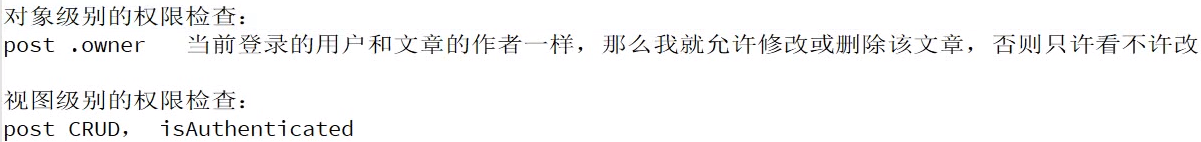 对象级别的权限检查：
post .owner   当前登录的用户和文章的作者一样，那么我就允许修改或删除该文章，否则只许看不许改
视图级别的权限检查：
post CRUD， isAuthenticated